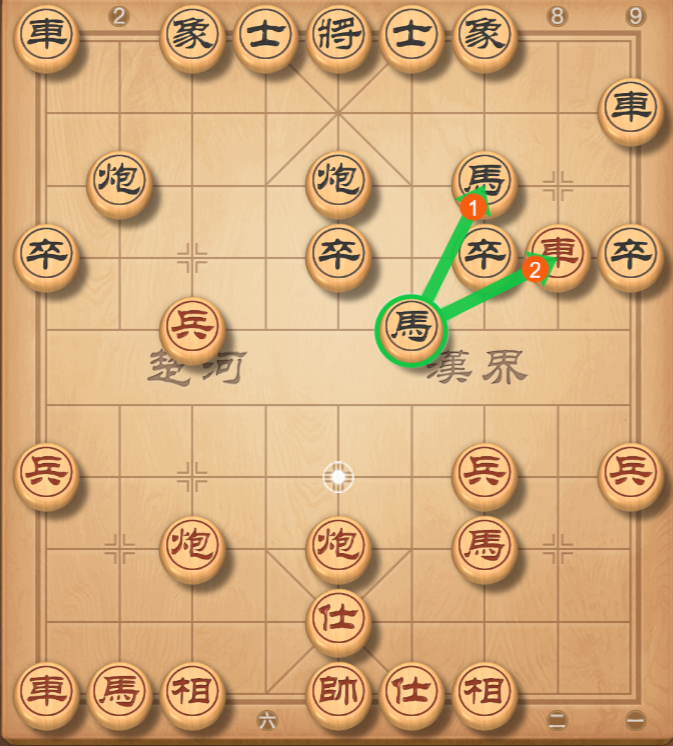 2 8 9
車 象 士 將 士 象
車
炮 炮 馬
1
卒 卒 卒 車 卒
2
兵 馬
楚河 漢界
兵 兵 兵
炮 炮 馬
仕
車 馬 相 帥 仕 相
六 二 一